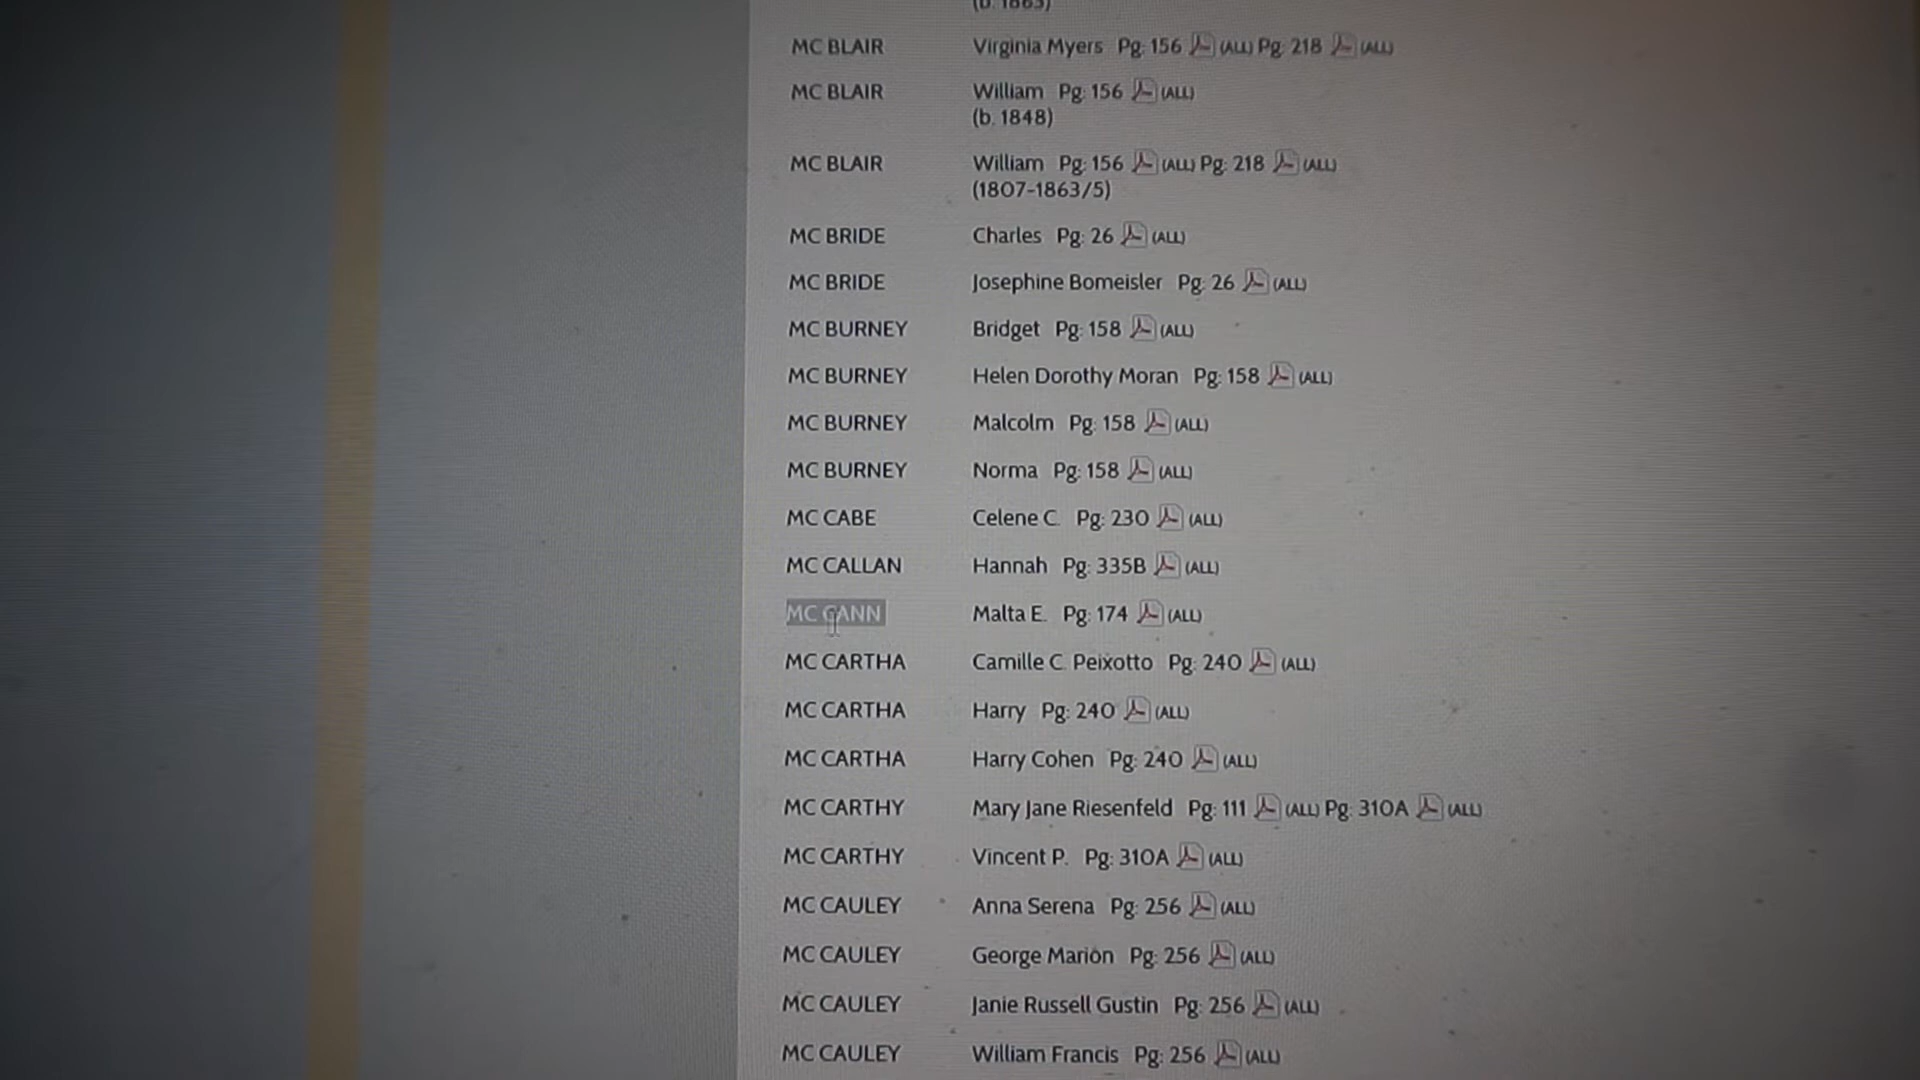 (b. 1863)
MC BLAIR Virginia Myers Pg: 156 (ALL) Pg: 218 (ALL)
MC BLAIR William Pg: 156 (ALL)
(b. 1848)
MC BLAIR William Pg: 156 (ALL) Pg: 218 (ALL)
(1807-1863/5)
MC BRIDE Charles Pg: 26 (ALL)
MC BRIDE Josephine Bomeisler Pg: 26 (ALL)
MC BURNEY Bridget Pg: 158 (ALL)
MC BURNEY Helen Dorothy Moran Pg: 158 (ALL)
MC BURNEY Malcolm Pg: 158 (ALL)
MC BURNEY Norma Pg: 158 (ALL)
MC CABE Celene C. Pg: 230 (ALL)
MC CALLAN Hannah Pg: 335B (ALL)
MC CANN Malta E. Pg: 174 (ALL)
MC CARTHA Camille C. Peixotto Pg: 240 (ALL)
MC CARTHA Harry Pg: 240 (ALL)
MC CARTHA Harry Cohen Pg: 240 (ALL)
MC CARTHY Mary Jane Riesenfeld Pg: 111 (ALL) Pg: 310A (ALL)
MC CARTHY Vincent P. Pg: 310A (ALL)
MC CAULEY Anna Serena Pg: 256 (ALL)
MC CAULEY George Marion Pg: 256 (ALL)
MC CAULEY Janie Russell Gustin Pg: 256 (ALL)
MC CAULEY William Francis Pg: 256 (ALL)